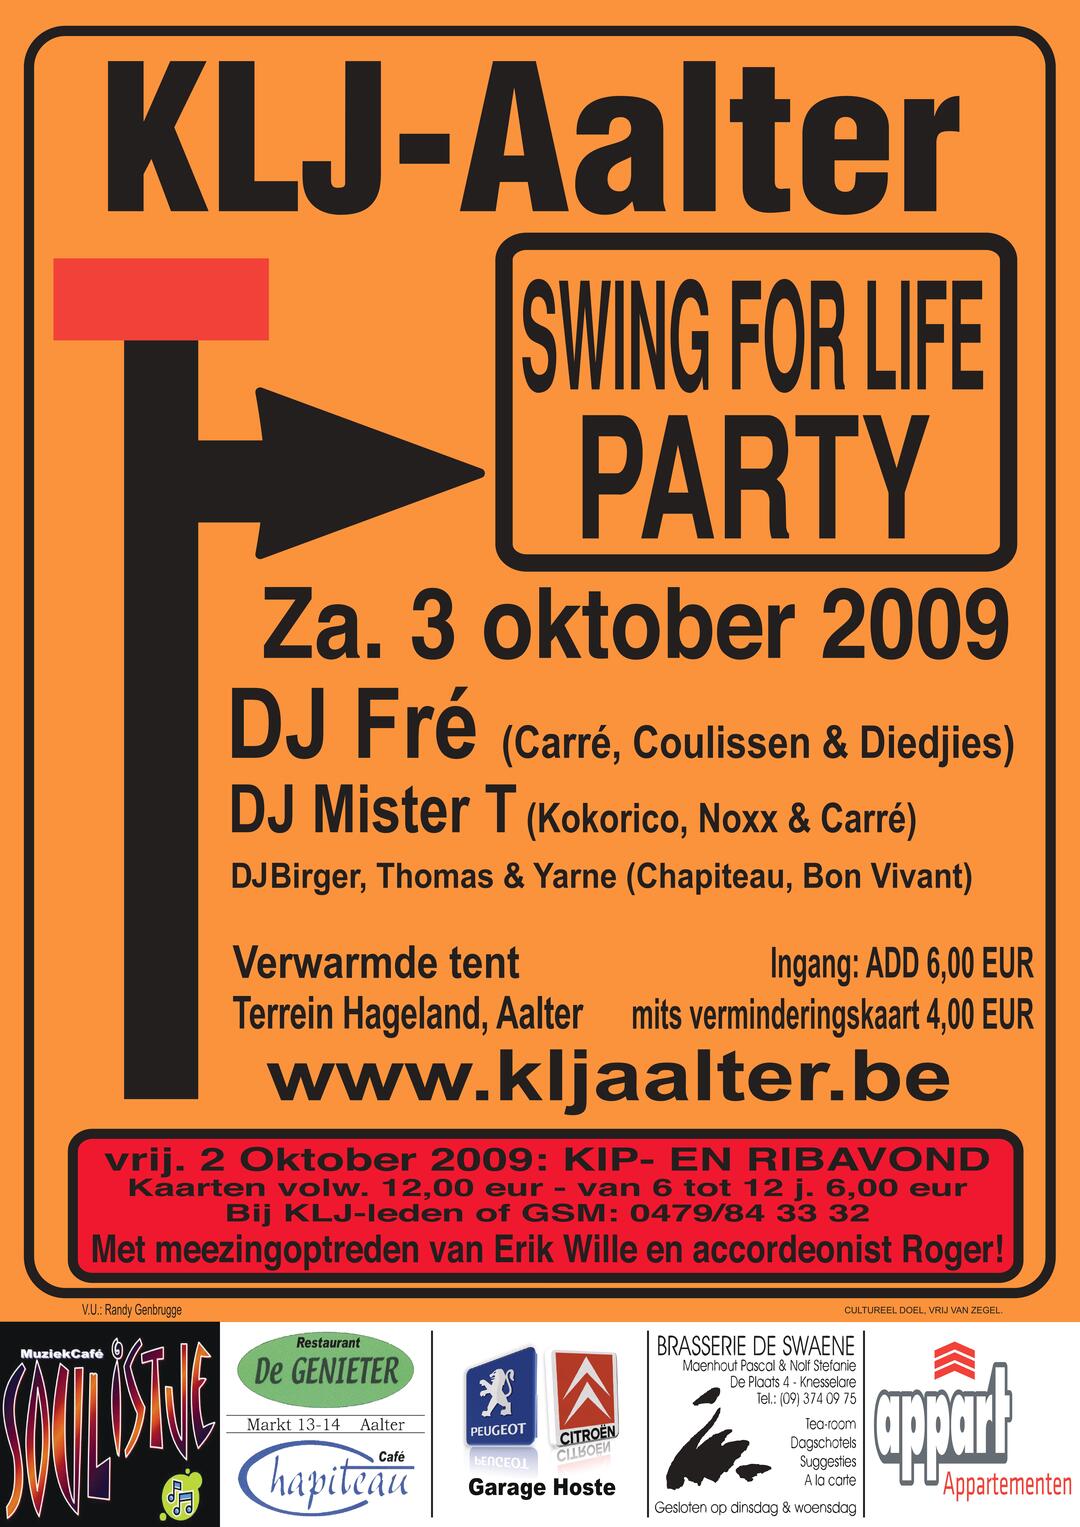 KLJ-Aalter
SWING FOR LIFE
PARTY
Za. 3 oktober 2009
DJ Fré (Carré, Coulissen & Diedjies)
DJ Mister T (Kokorico, Noxx & Carré)
DJBirger, Thomas & Yarne (Chapiteau, Bon Vivant)
Verwarmde tent
Ingang: ADD 6,00 EUR
Terrein Hageland, Aalter
mits verminderingskaart 4,00 EUR
www.kljaalter.be
vrij. 2 Oktober 2009: KIP- EN RIBAVOND
Kaarten volw. 12,00 eur - van 6 tot 12 j. 6,00 eur
Bij KLJ-leden of GSM: 0479/84 33 32
Met meezingoptreden van Erik Wille en accordeonist Roger!
V.U.: Randy Genbrugge
CULTUREEL DOEL, VRIJ VAN ZEGEL.
MuziekCafé
SOUL'ISTJE
Restaurant
De GENIETER
Markt 13-14 Aalter
Café
Chapiteau
PEUGEOT
CITROËN
Garage Hoste
BRASSERIE DE SWAENE
Maenhout Pascal & Nolf Stefanie
De Plaats 4 - Knesselare
Tel.: (09) 374 09 75
Tea-room
Dagschotels
Suggesties
A la carte
Gesloten op dinsdag & woensdag
appart
Appartementen